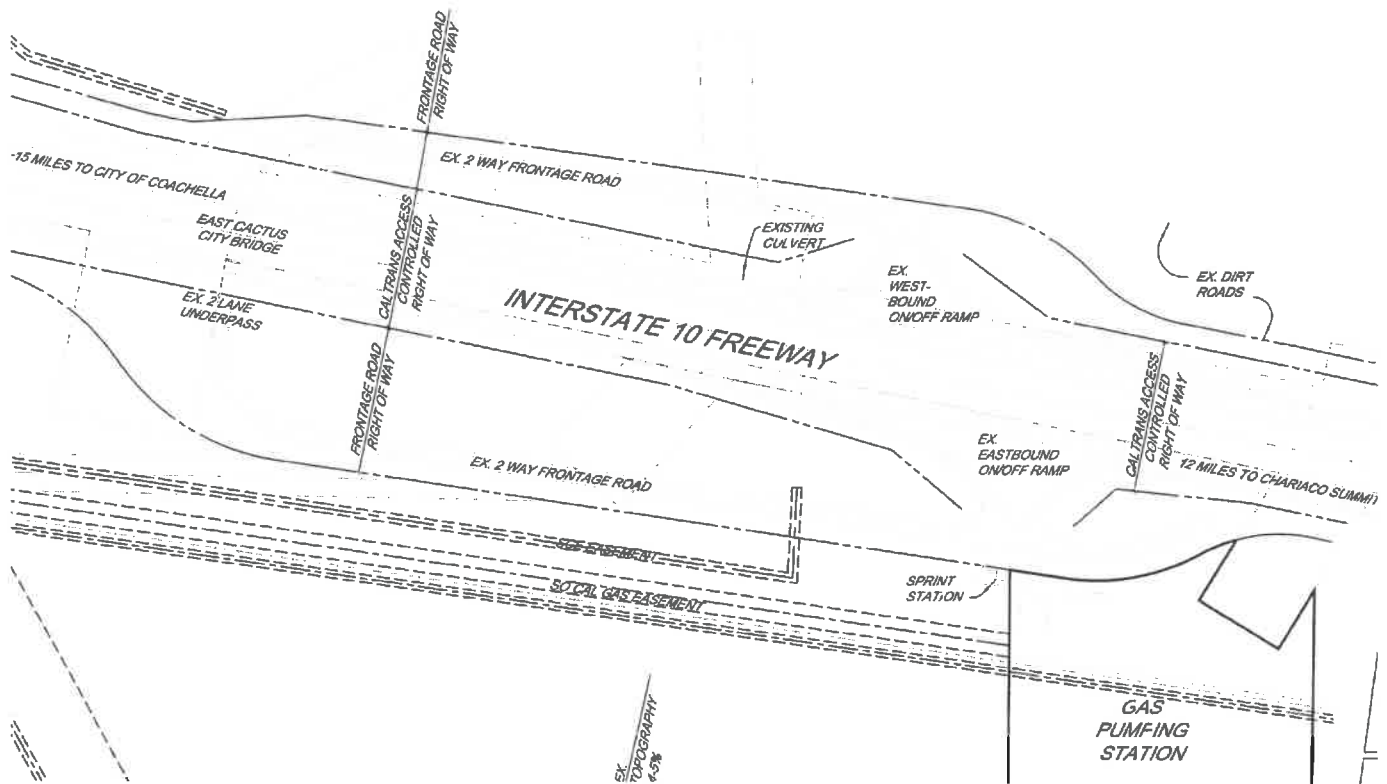 FRONTAGE ROAD
RIGHT OF WAY
EX. 2 WAY FRONTAGE ROAD
-15 MILES TO CITY OF COACHELLA
EAST CACTUS
CITY BRIDGE
CALTRANS ACCESS
CONTROLLED
RIGHT OF WAY
EXISTING
CULVERT
EX.
WEST-
BOUND
ON/OFF RAMP
EX. DIRT
ROADS
EX. 2 LANE
UNDERPASS
INTERSTATE 10 FREEWAY
FRONTAGE ROAD
RIGHT OF WAY
CALTRANS ACCESS
CONTROLLED
RIGHT OF WAY
EX.
EASTBOUND
ON/OFF RAMP
12 MILES TO CHARIACO SUMMIT
EX. 2 WAY FRONTAGE ROAD
SCE EASEMENT
SO CAL GAS EASEMENT
SPRINT
STATION
GAS
PUMFING
STATION
EX.
TOPOGRAPHY
4-5%